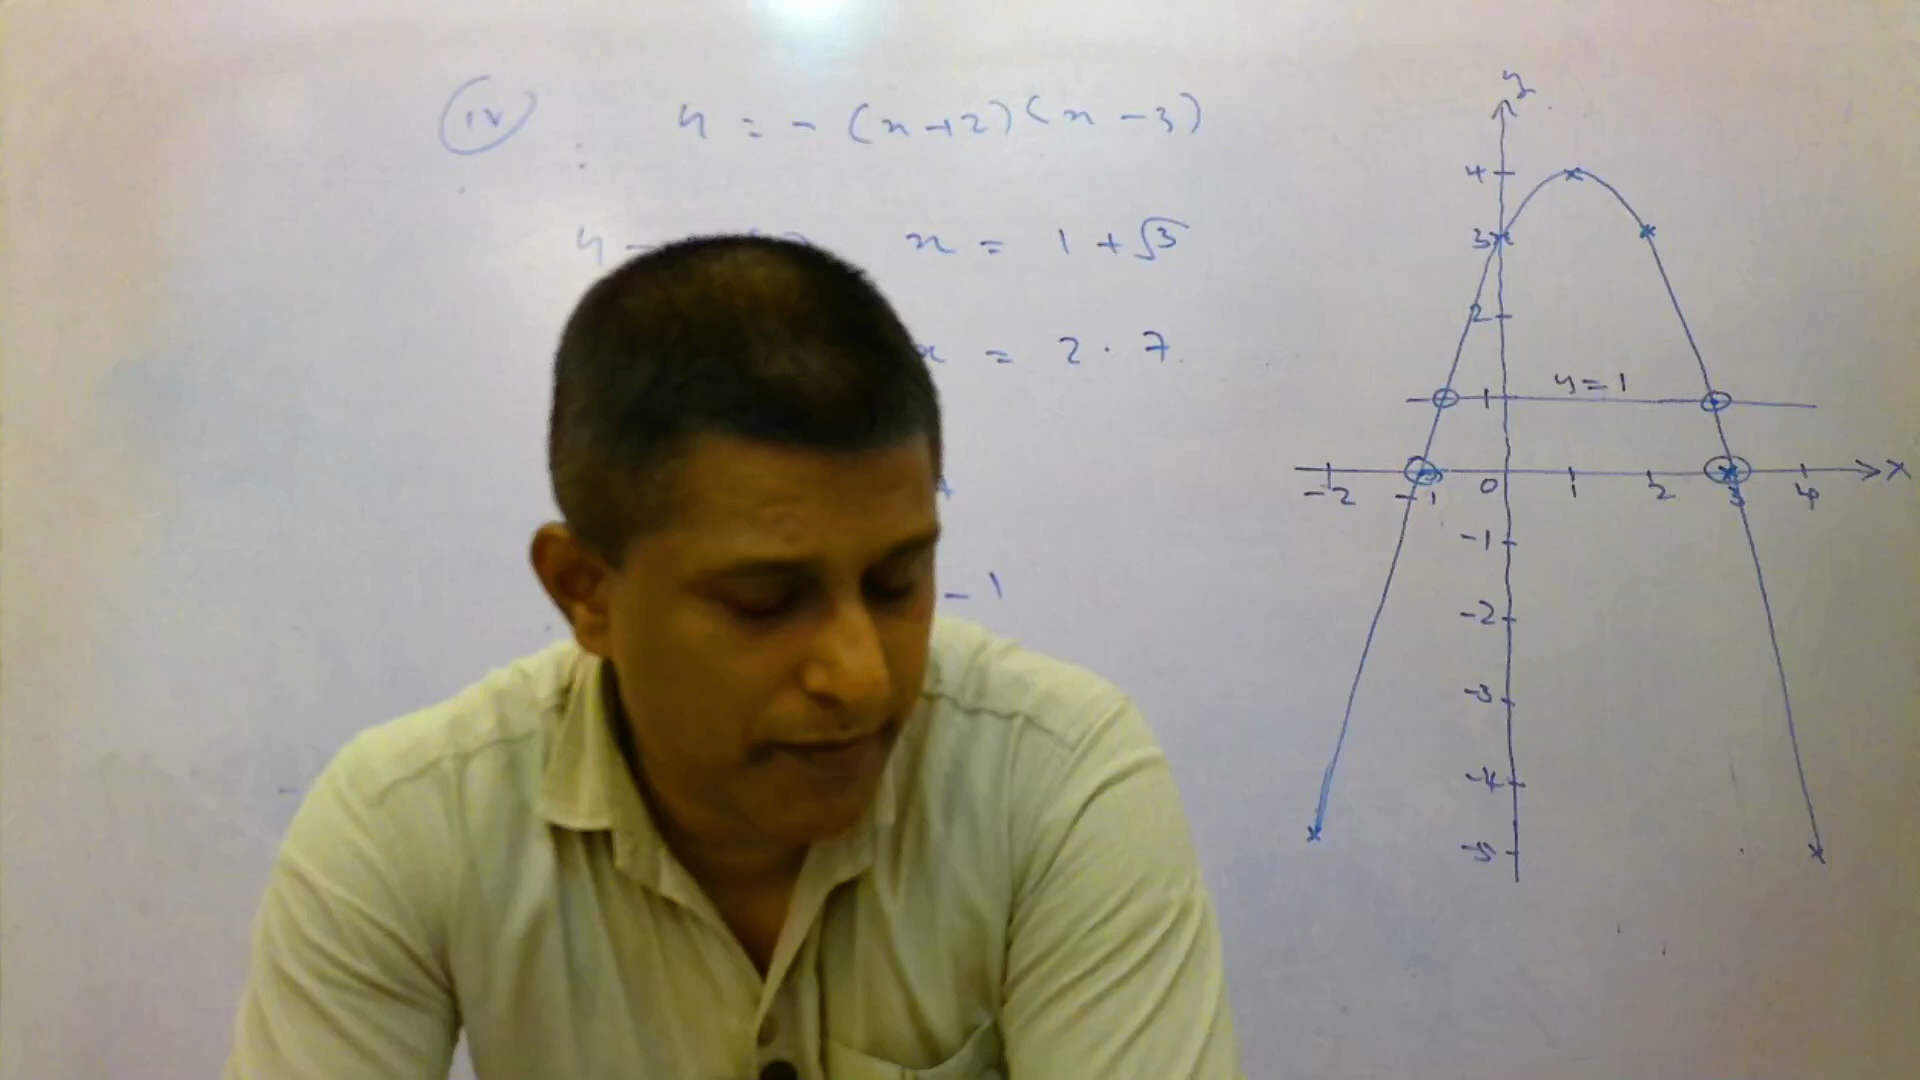 iv y = - (x+2)(x-3)
x = 1 + √3
x = 2.7
- 1
y
4
3
2
y = 1
1
-2 -1 0 1 2 3 4 x
-1
-2
-3
-4
-5